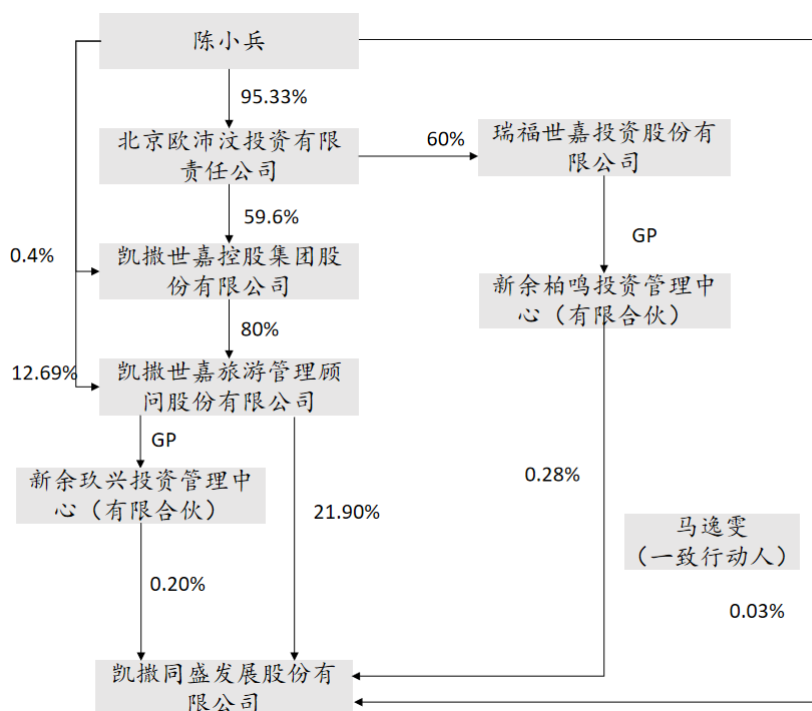 陈小兵
95.33%
北京欧沛汶投资有限
责任公司
60%
瑞福世嘉投资股份有
限公司
59.6%
GP
0.4%
凯撒世嘉控股集团股
份有限公司
新余柏鸣投资管理中
心（有限合伙）
80%
12.69%
凯撒世嘉旅游管理顾
问股份有限公司
GP
新余玖兴投资管理中
心（有限合伙）
0.28%
21.90%
马逸雯
（一致行动人）
0.20%
0.03%
凯撒同盛发展股份有
限公司